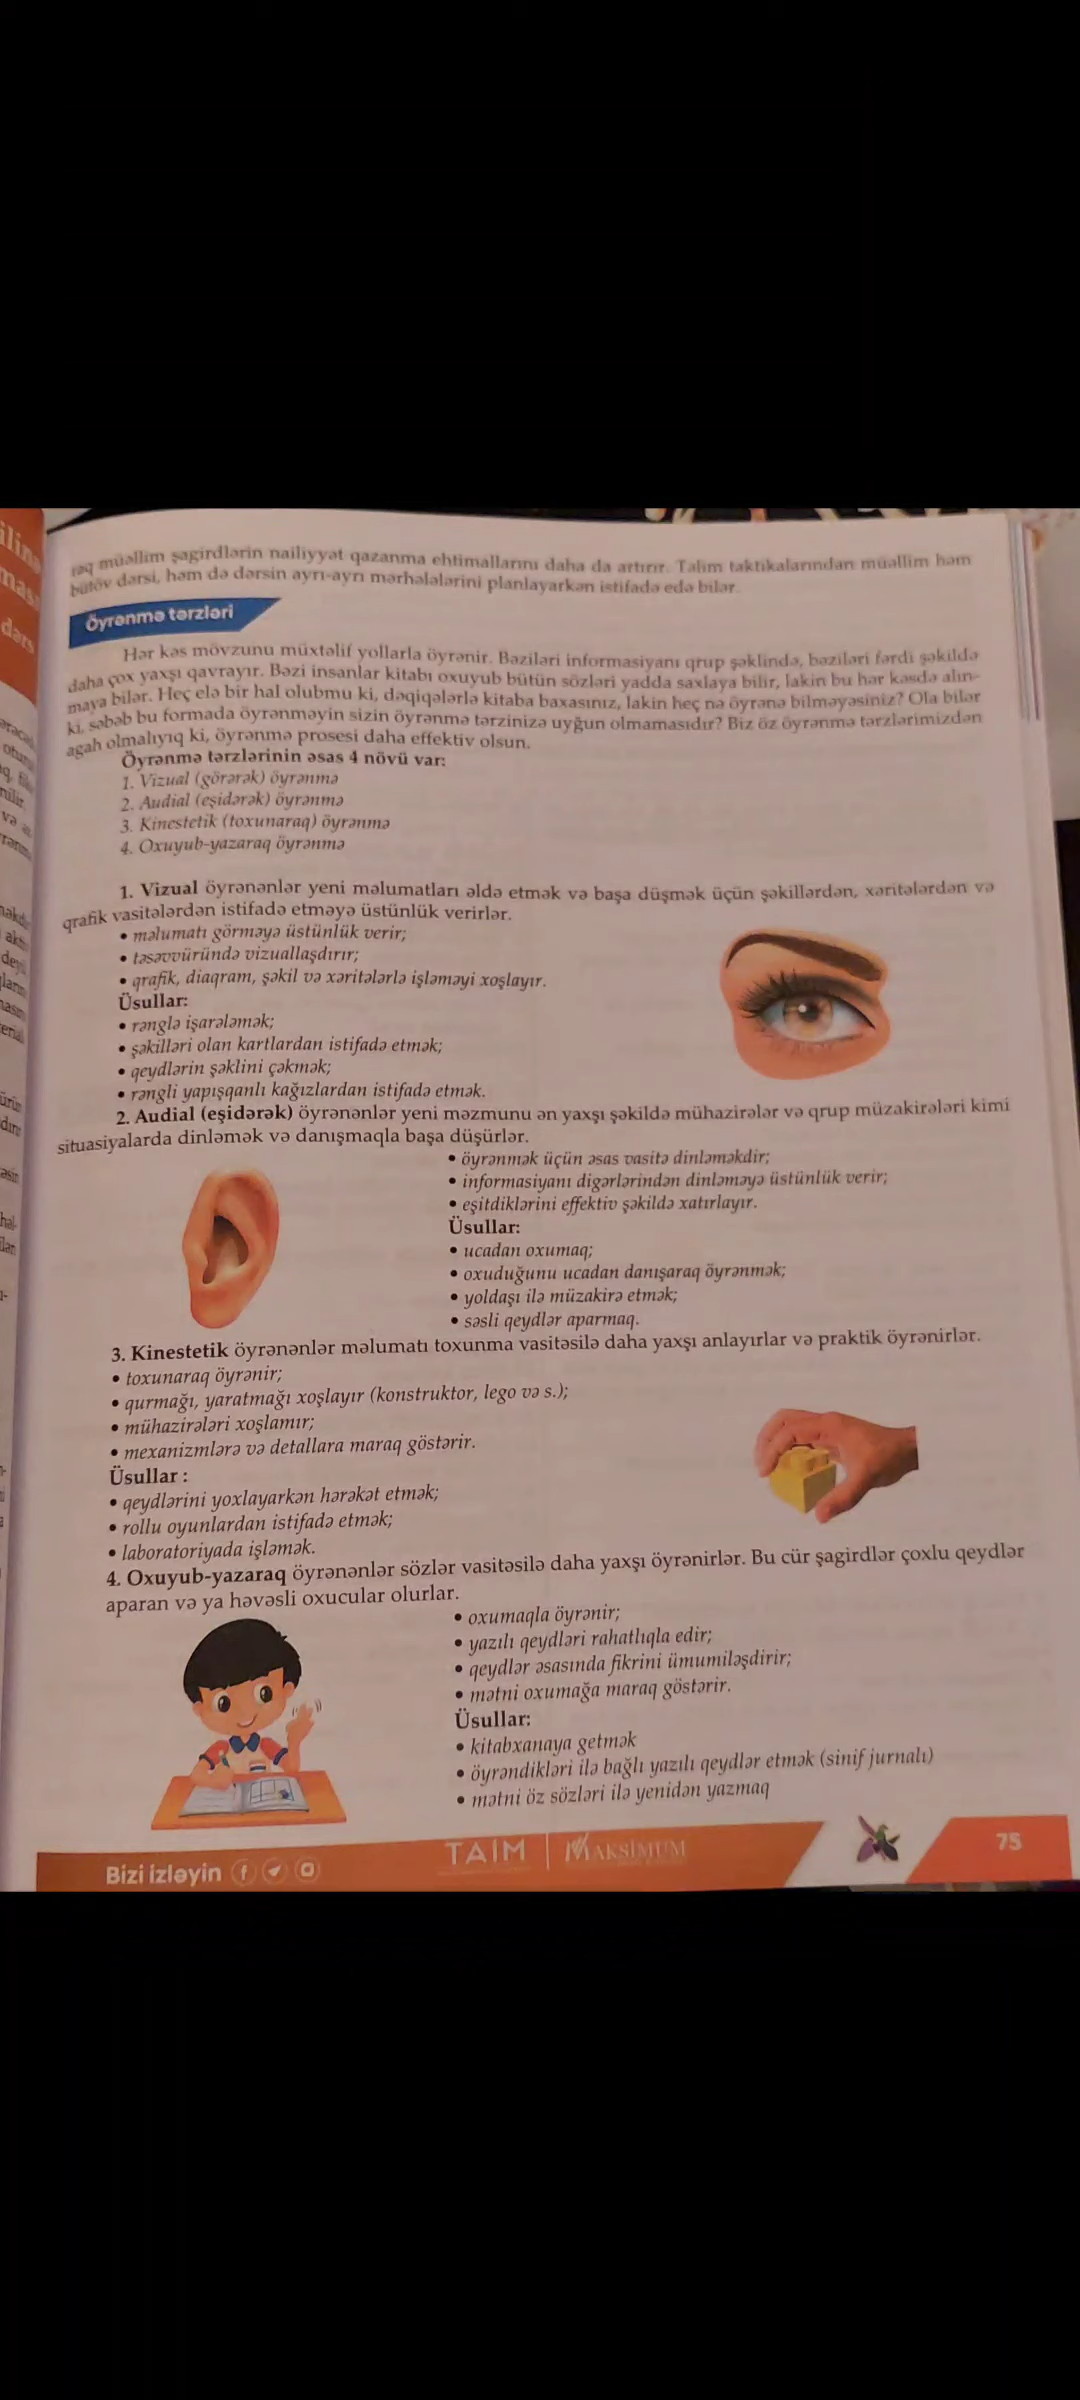 raq müəllim şagirdlərin nailiyyət qazanma ehtimallarını daha da artırır. Təlim taktikalarından müəllim həm
bütöv dərsi, həm də dərsin ayrı-ayrı mərhələlərini planlayarkən istifadə edə bilər.
Öyrənmə tərzləri
Hər kəs mövzunu müxtəlif yollarla öyrənir. Bəziləri informasiyanı qrup şəklində, bəziləri fərdi şəkildə
daha çox yaxşı qavrayır. Bəzi insanlar kitabı oxuyub bütün sözləri yadda saxlaya bilir, lakin bu hər kəsdə alın-
maya bilər. Heç elə bir hal olubmu ki, dəqiqələrlə kitaba baxasınız, lakin heç nə öyrənə bilməyəsiniz? Ola bilər
ki, səbəb bu formada öyrənməyin sizin öyrənmə tərzinizə uyğun olmamasıdır? Biz öz öyrənmə tərzlərimizdən
agah olmalıyıq ki, öyrənmə prosesi daha effektiv olsun.
Öyrənmə tərzlərinin əsas 4 növü var:
1. Vizual (görərək) öyrənmə
2. Audial (eşidərək) öyrənmə
3. Kinestetik (toxunaraq) öyrənmə
4. Oxuyub-yazaraq öyrənmə
1. Vizual öyrənənlər yeni məlumatları əldə etmək və başa düşmək üçün şəkillərdən, xəritələrdən və
qrafik vasitələrdən istifadə etməyə üstünlük verirlər.
• məlumatı görməyə üstünlük verir;
• təsəvvüründə vizuallaşdırır;
• qrafik, diaqram, şəkil və xəritələrlə işləməyi xoşlayır.
Üsullar:
• rənglə işarələmək;
• şəkilləri olan kartlardan istifadə etmək;
• qeydlərin şəklini çəkmək;
• rəngli yapışqanlı kağızlardan istifadə etmək.
2. Audial (eşidərək) öyrənənlər yeni məzmunu ən yaxşı şəkildə mühazirələr və qrup müzakirələri kimi
situasiyalarda dinləmək və danışmaqla başa düşürlər.
• öyrənmək üçün əsas vasitə dinləməkdir;
• informasiyanı digərlərindən dinləməyə üstünlük verir;
• eşitdiklərini effektiv şəkildə xatırlayır.
Üsullar:
• ucadan oxumaq;
• oxuduğunu ucadan danışaraq öyrənmək;
• yoldaşı ilə müzakirə etmək;
• səsli qeydlər aparmaq.
3. Kinestetik öyrənənlər məlumatı toxunma vasitəsilə daha yaxşı anlayırlar və praktik öyrənirlər.
• toxunaraq öyrənir;
• qurmağı, yaratmağı xoşlayır (konstruktor, lego və s.);
• mühazirələri xoşlamır;
• mexanizmlərə və detallara maraq göstərir.
Üsullar :
• qeydlərini yoxlayarkən hərəkət etmək;
• rollu oyunlardan istifadə etmək;
• laboratoriyada işləmək.
4. Oxuyub-yazaraq öyrənənlər sözlər vasitəsilə daha yaxşı öyrənirlər. Bu cür şagirdlər çoxlu qeydlər
aparan və ya həvəsli oxucular olurlar.
• oxumaqla öyrənir;
• yazılı qeydləri rahatlıqla edir;
• qeydlər əsasında fikrini ümumiləşdirir;
• mətni oxumağa maraq göstərir.
Üsullar:
• kitabxanaya getmək
• öyrəndikləri ilə bağlı yazılı qeydlər etmək (sinif jurnalı)
• mətni öz sözləri ilə yenidən yazmaq
Bizi izləyin
TAIM | MAKSİMUM
75